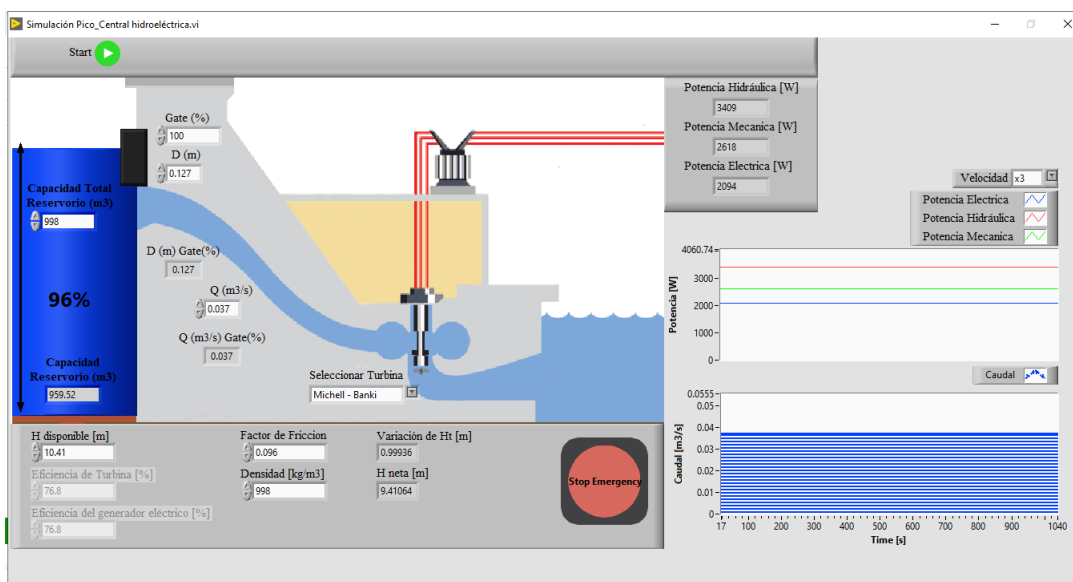 Simulación Pico_Central hidroeléctrica.vi
Start
Gate (%)
100
D (m)
0.127
Capacidad Total
Reservorio (m3)
998
D (m) Gate(%)
0.127
96%
Q (m3/s)
0.037
Q (m3/s) Gate(%)
0.037
Capacidad
Reservorio (m3)
959.52
Seleccionar Turbina
Michell - Banki
Potencia Hidráulica [W]
3409
Potencia Mecanica [W]
2618
Potencia Electrica [W]
2094
Velocidad x3
Potencia Electrica
Potencia Hidráulica
Potencia Mecanica
4060.74
3000
2000
1000
0
Potencia [W]
Caudal
0.0555
0.05
0.04
0.03
0.02
0.01
0
Caudal [m3/s]
17 100 200 300 400 500 600 700 800 900 1040
Time [s]
H disponible [m]
10.41
Eficiencia de Turbina [%]
76.8
Eficiencia del generador eléctrico [%]
76.8
Factor de Friccion
0.096
Densidad [kg/m3]
998
Variación de Ht [m]
0.99936
H neta [m]
9.41064
Stop Emergency